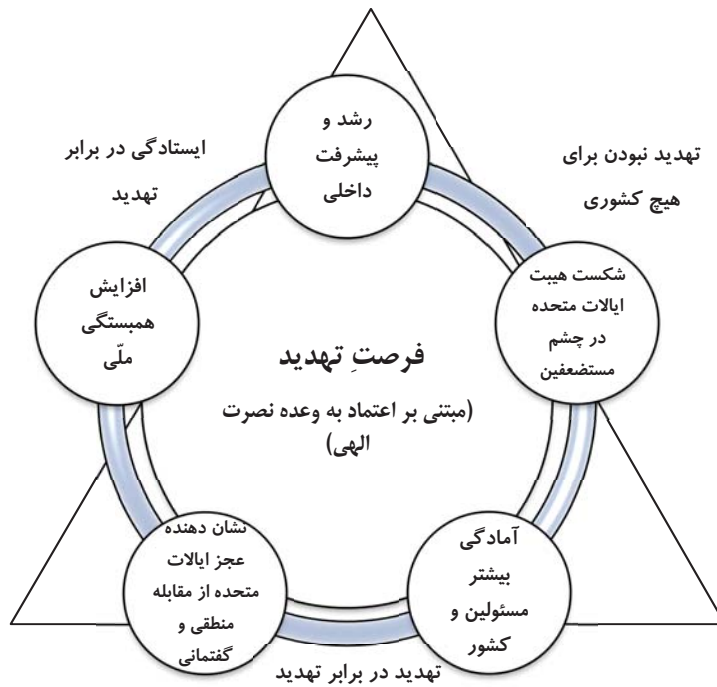 رشد و
پیشرفت
داخلی
تهدید نبودن برای
هیچ کشوری
شکست هیبت
ایالات متحده
در چشم
مستضعفین
آمادگی
بیشتر
مسئولین و
کشور
تهدید در برابر تهدید
نشان دهنده
عجز ایالات
متحده از مقابله
منطقی و
گفتمانی
افزایش
همبستگی
ملّی
ایستادگی در برابر
تهدید
فرصتِ تهدید
(مبتنی بر اعتماد به وعده نصرت
الهی)